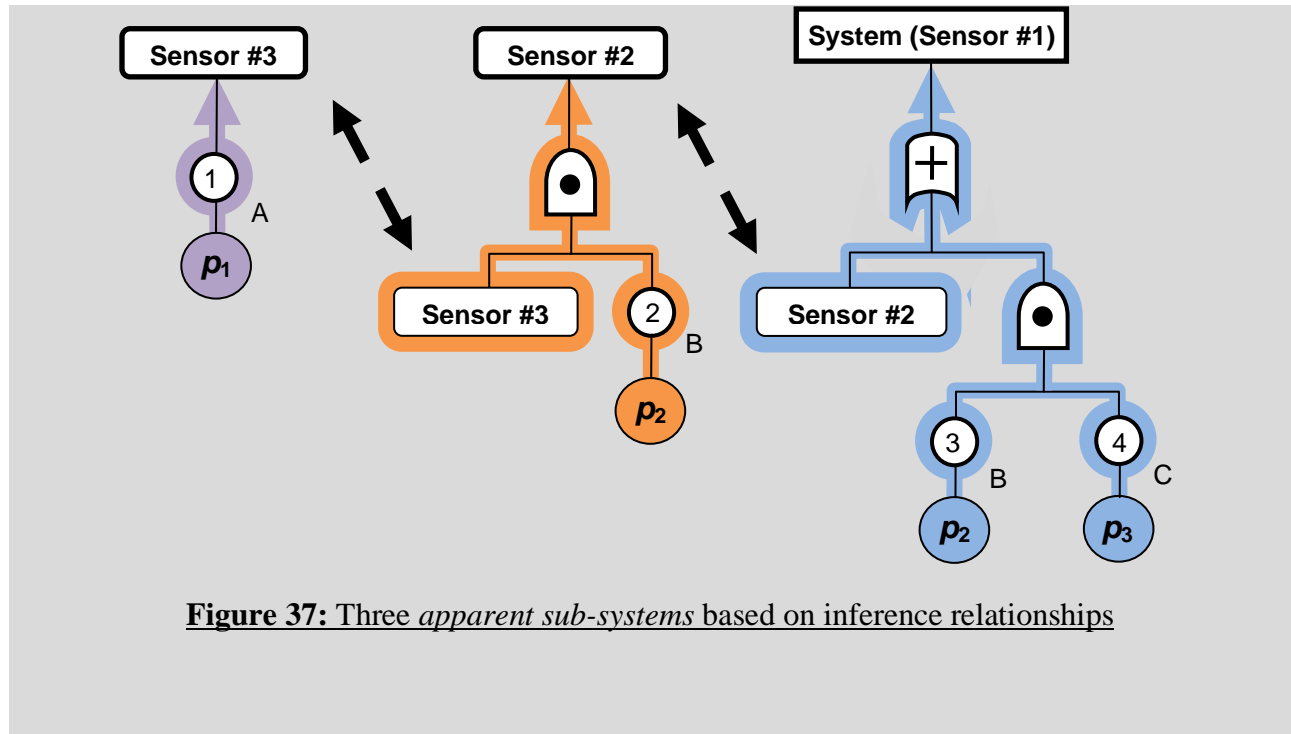 Sensor #3
1
A
p1
Sensor #2
Sensor #3
2
B
p2
System (Sensor #1)
+
Sensor #2
3
B
p2
4
C
p3
Figure 37: Three apparent sub-systems based on inference relationships